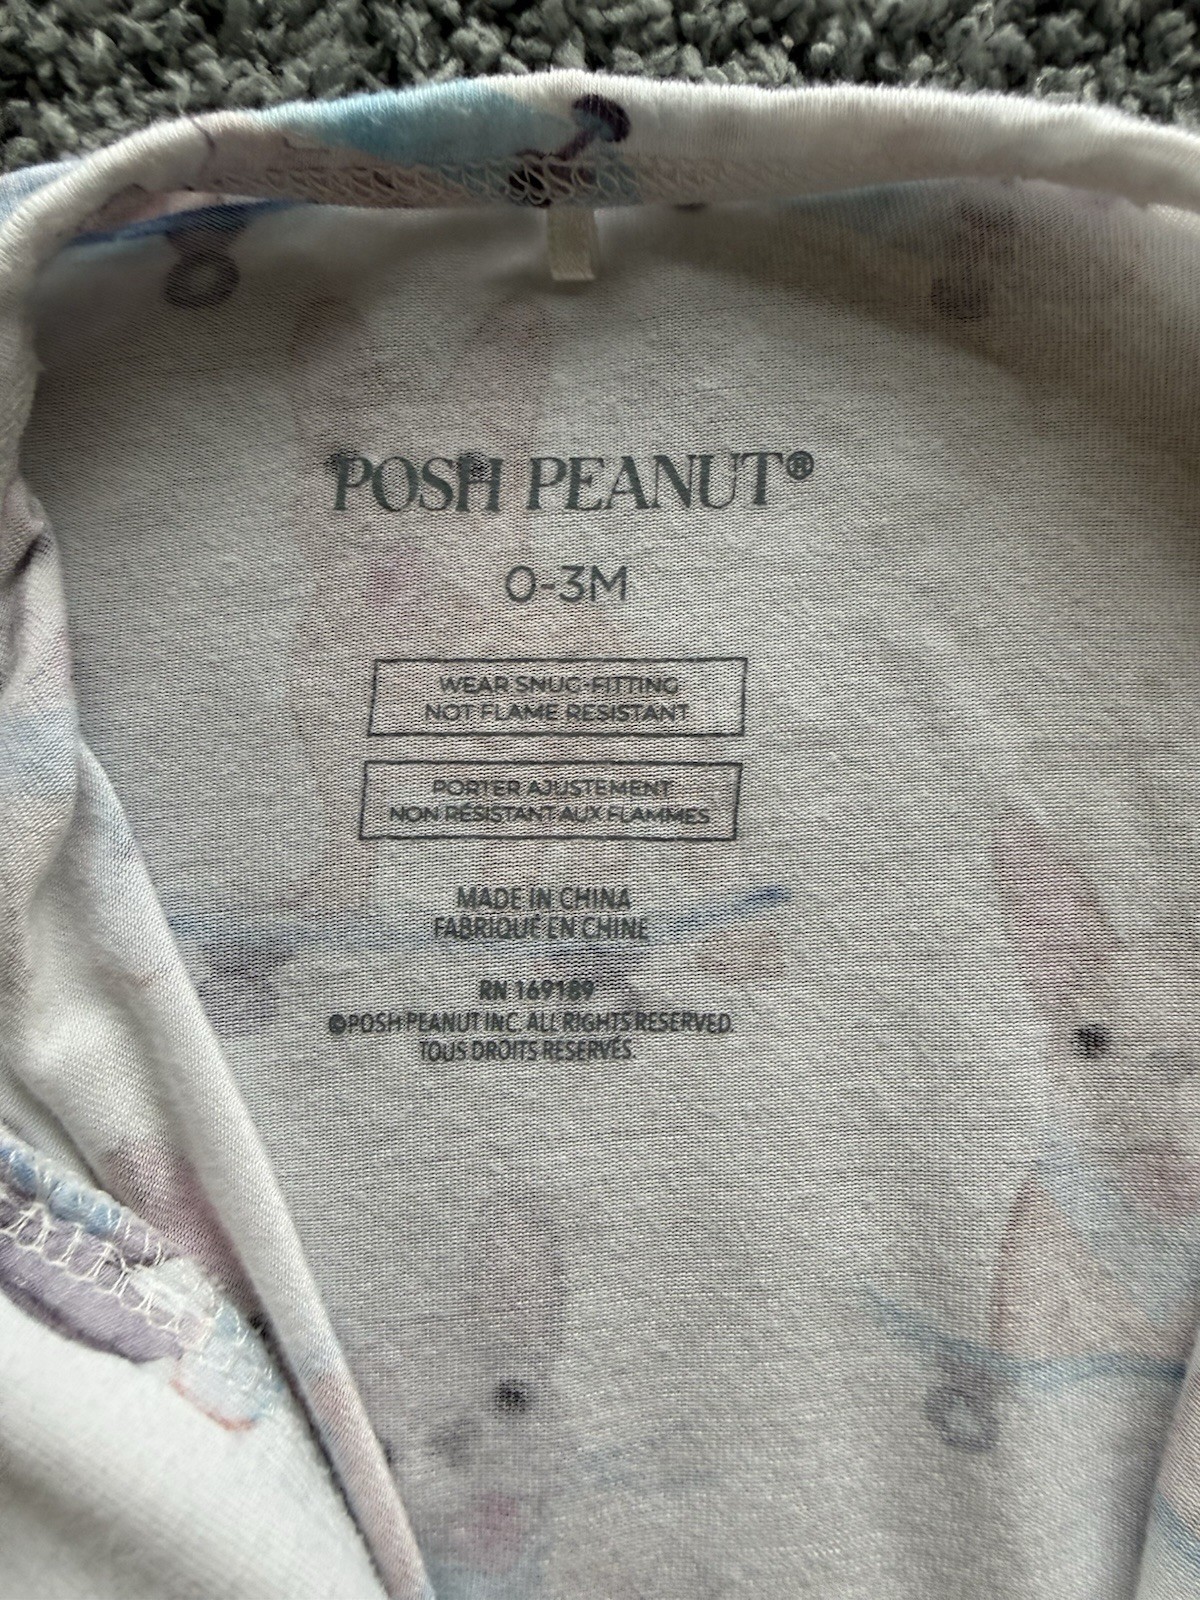 POSH PEANUT®
0-3M
WEAR SNUG-FITTING
NOT FLAME RESISTANT
PORTER AJUSTEMENT
NON RÉSISTANT AUX FLAMMES
MADE IN CHINA
FABRIQUÉ EN CHINE
RN 169189
©POSH PEANUT INC. ALL RIGHTS RESERVED.
TOUS DROITS RESERVÉS.